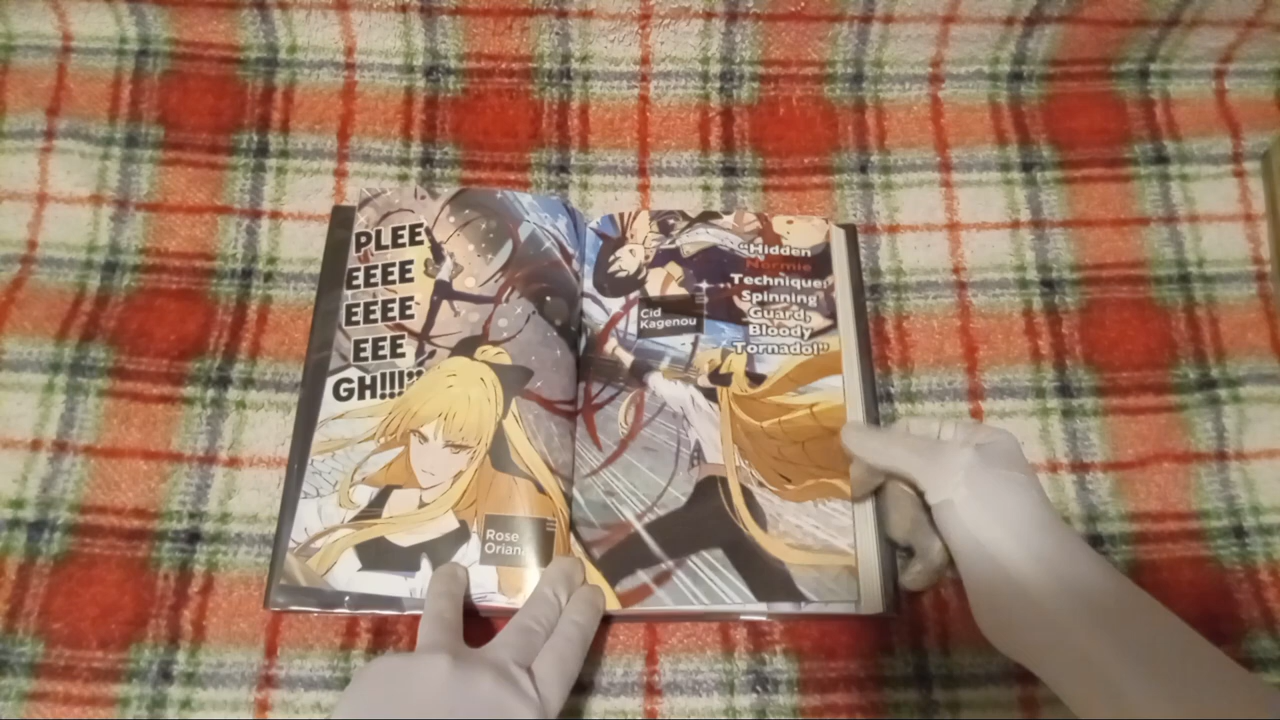 PLEE
EEEE
EEEE
EEE
GH!!!"
Rose
Oriana
Cid
Kagenou
"Hidden
Normie
Technique:
Spinning
Guard,
Bloody
Tornado!"